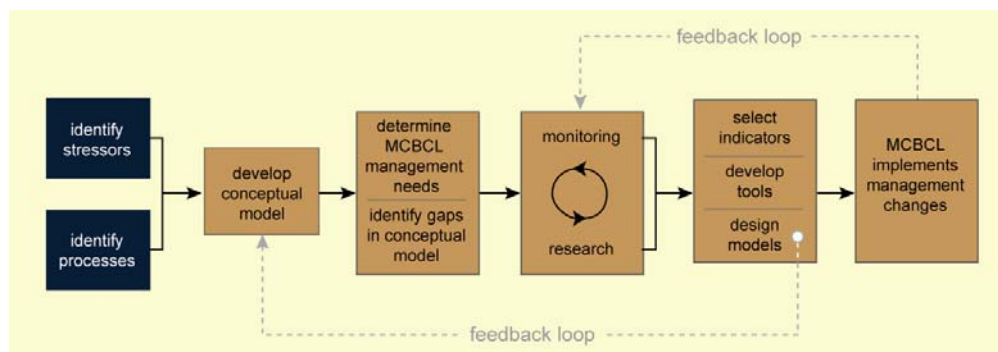 feedback loop
identify
stressors
identify
processes
develop
conceptual
model
determine
MCBCL
management
needs
identify gaps
in conceptual
model
monitoring
research
select
indicators
develop
tools
design
models
MCBCL
implements
management
changes
feedback loop